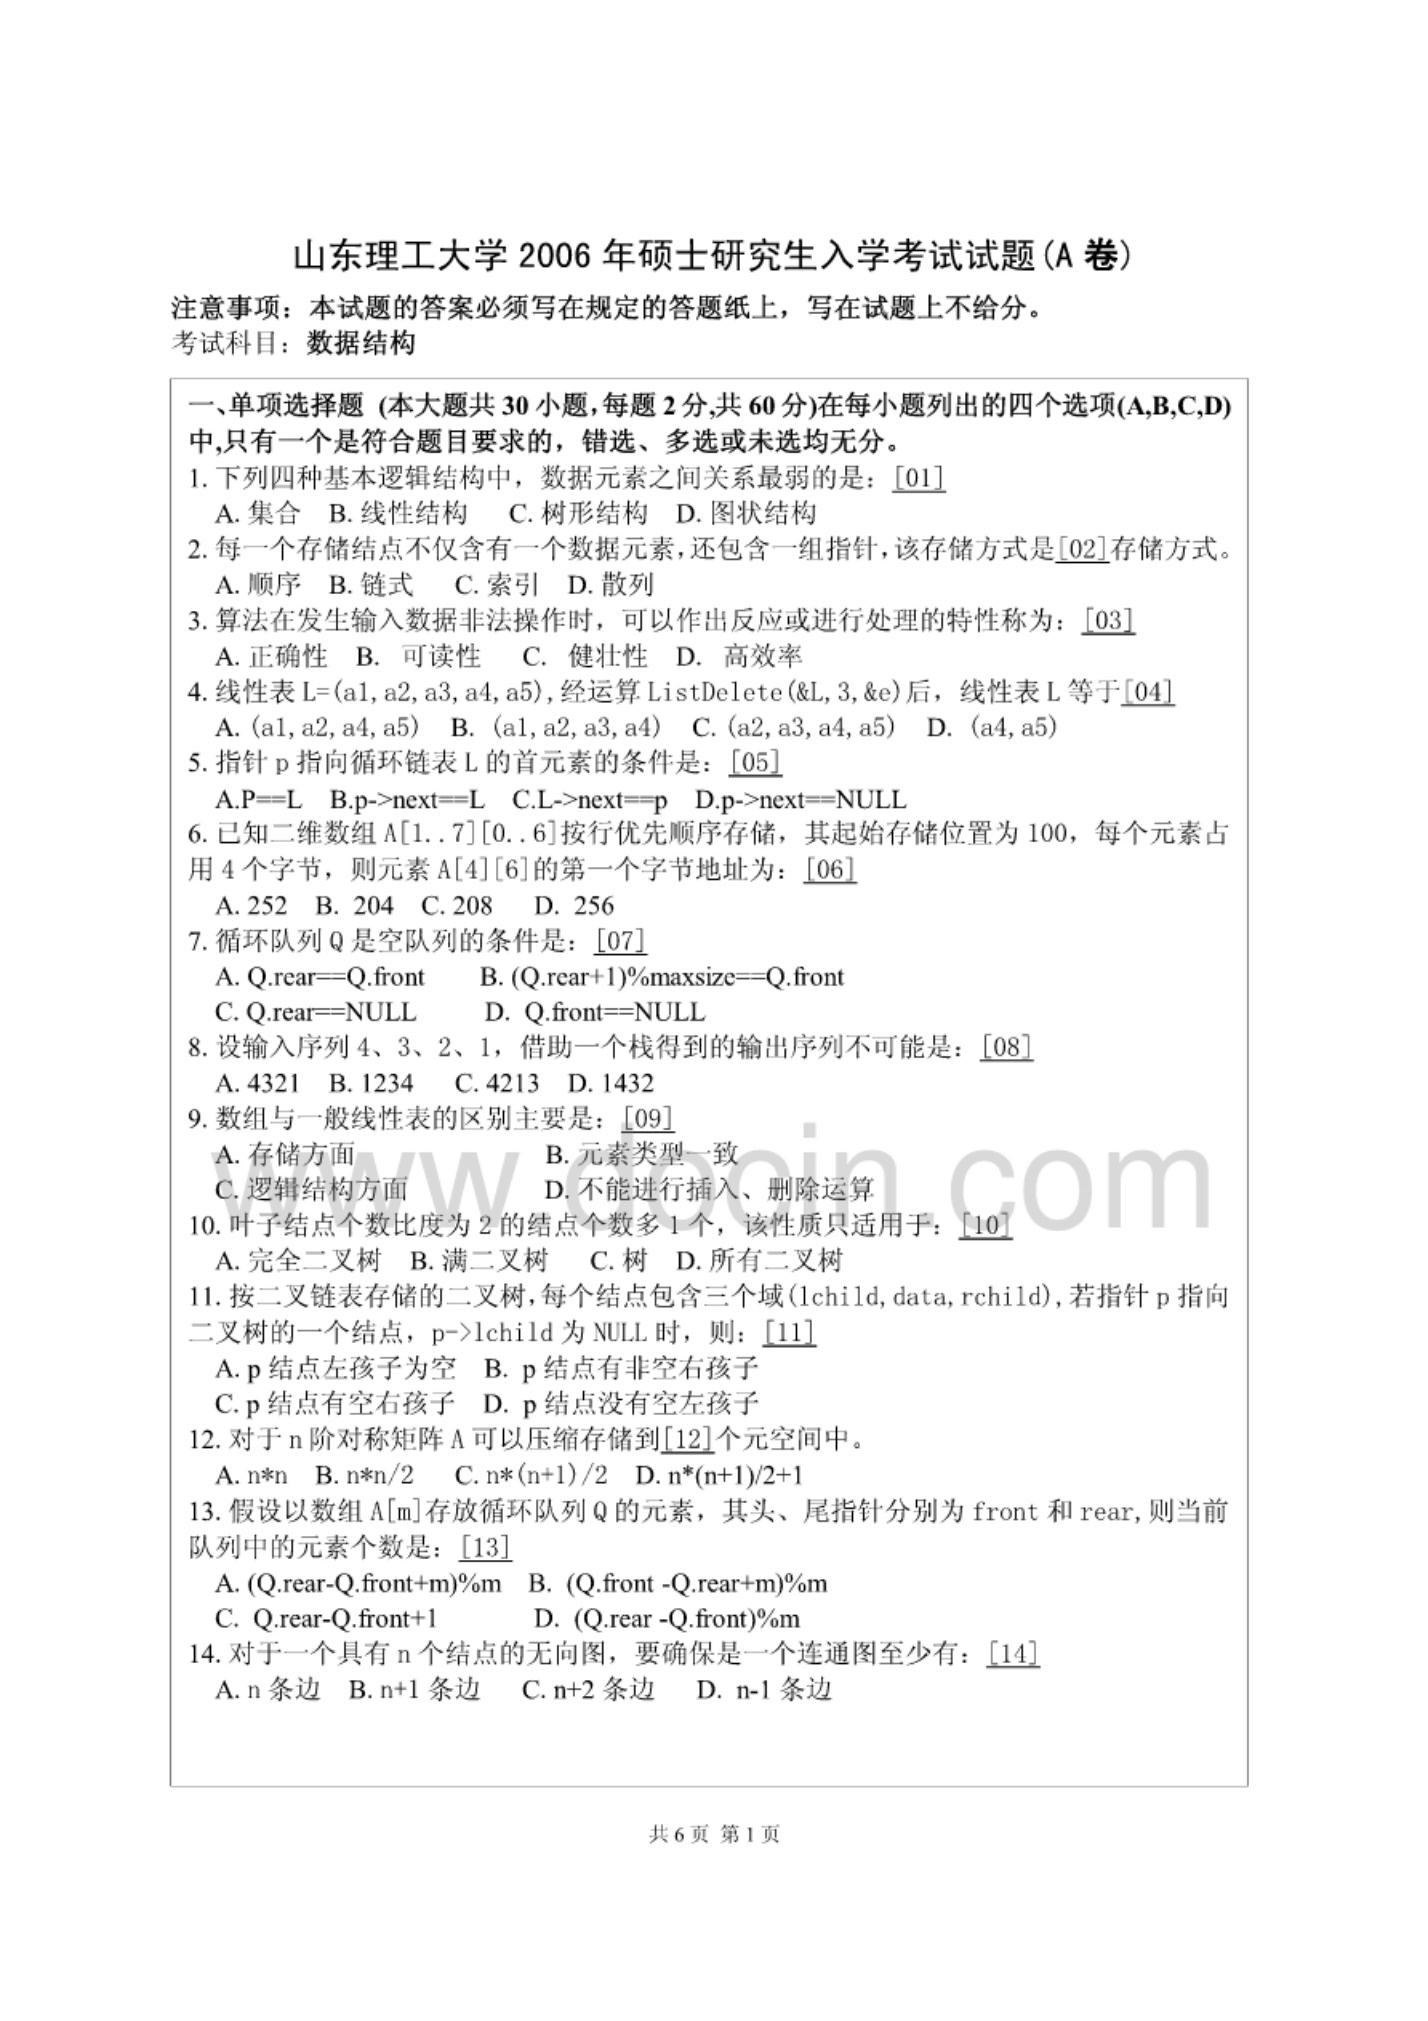 山东理工大学 2006 年硕士研究生入学考试试题(A 卷)
注意事项：本试题的答案必须写在规定的答题纸上，写在试题上不给分。
考试科目：数据结构
一、单项选择题 (本大题共 30 小题,每题 2 分,共 60 分)在每小题列出的四个选项(A,B,C,D)
中,只有一个是符合题目要求的，错选、多选或未选均无分。
1. 下列四种基本逻辑结构中，数据元素之间关系最弱的是：[01]
A. 集合 B. 线性结构 C. 树形结构 D. 图状结构
2. 每一个存储结点不仅含有一个数据元素,还包含一组指针,该存储方式是[02]存储方式。
A. 顺序 B. 链式 C. 索引 D. 散列
3. 算法在发生输入数据非法操作时，可以作出反应或进行处理的特性称为：[03]
A. 正确性 B. 可读性 C. 健壮性 D. 高效率
4. 线性表 L=(a1,a2,a3,a4,a5),经运算 ListDelete(&L,3,&e)后，线性表 L 等于[04]
A. (a1,a2,a4,a5) B. (a1,a2,a3,a4) C. (a2,a3,a4,a5) D. (a4,a5)
5. 指针 p 指向循环链表 L 的首元素的条件是：[05]
A.P==L B.p->next==L C.L->next==p D.p->next==NULL
6. 已知二维数组 A[1..7][0..6]按行优先顺序存储，其起始存储位置为 100，每个元素占
用 4 个字节，则元素 A[4][6]的第一个字节地址为：[06]
A. 252 B. 204 C. 208 D. 256
7. 循环队列 Q 是空队列的条件是：[07]
A. Q.rear==Q.front B. (Q.rear+1)%maxsize==Q.front
C. Q.rear==NULL D. Q.front==NULL
8. 设输入序列 4、3、2、1，借助一个栈得到的输出序列不可能是：[08]
A. 4321 B. 1234 C. 4213 D. 1432
9. 数组与一般线性表的区别主要是：[09]
A. 存储方面 B. 元素类型一致
C. 逻辑结构方面 D. 不能进行插入、删除运算
www.docin.com
10. 叶子结点个数比度为 2 的结点个数多 1 个，该性质只适用于：[10]
A. 完全二叉树 B. 满二叉树 C. 树 D. 所有二叉树
11. 按二叉链表存储的二叉树,每个结点包含三个域(lchild,data,rchild),若指针 p 指向
二叉树的一个结点，p->lchild 为 NULL 时，则：[11]
A. p 结点左孩子为空 B. p 结点有非空右孩子
C. p 结点有空右孩子 D. p 结点没有空左孩子
12. 对于 n 阶对称矩阵 A 可以压缩存储到[12]个元空间中。
A. n*n B. n*n/2 C. n*(n+1)/2 D. n*(n+1)/2+1
13. 假设以数组 A[m]存放循环队列 Q 的元素，其头、尾指针分别为 front 和 rear,则当前
队列中的元素个数是：[13]
A. (Q.rear-Q.front+m)%m B. (Q.front -Q.rear+m)%m
C. Q.rear-Q.front+1 D. (Q.rear -Q.front)%m
14. 对于一个具有 n 个结点的无向图，要确保是一个连通图至少有：[14]
A. n 条边 B. n+1 条边 C. n+2 条边 D. n-1 条边
共 6 页 第 1 页